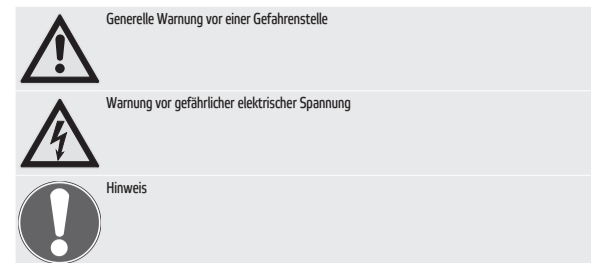 Generelle Warnung vor einer Gefahrenstelle
Warnung vor gefährlicher elektrischer Spannung
Hinweis